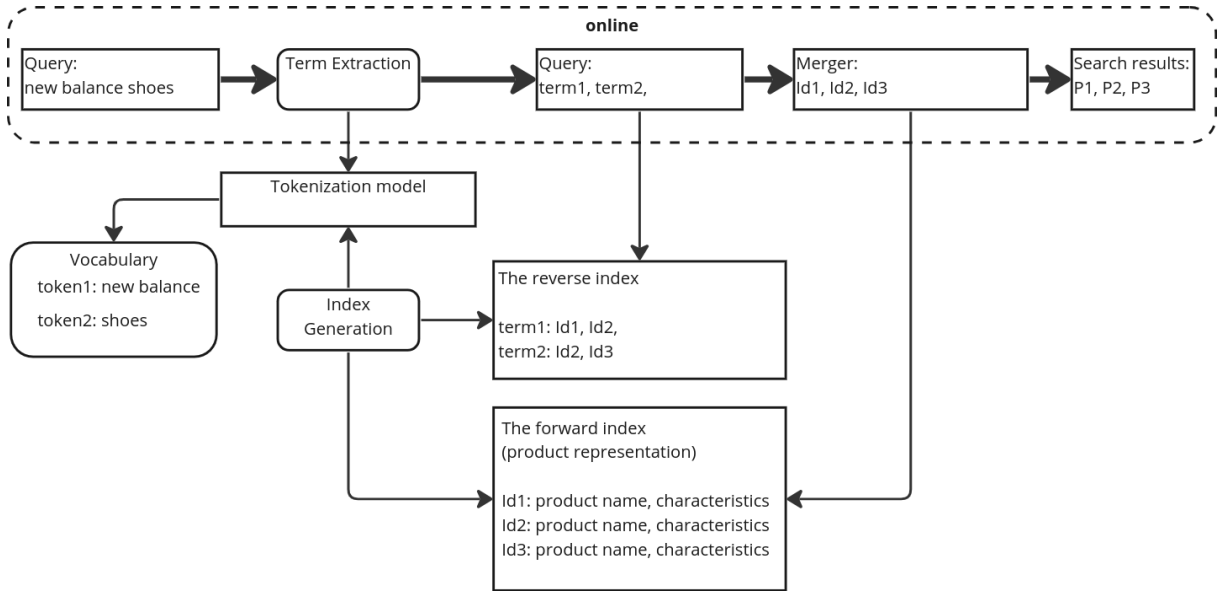 online
Query:
new balance shoes
Term Extraction
Query:
term1, term2,
Merger:
Id1, Id2, Id3
Search results:
P1, P2, P3
Tokenization model
Vocabulary
token1: new balance
token2: shoes
Index
Generation
The reverse index
term1: Id1, Id2,
term2: Id2, Id3
The forward index
(product representation)
Id1: product name, characteristics
Id2: product name, characteristics
Id3: product name, characteristics